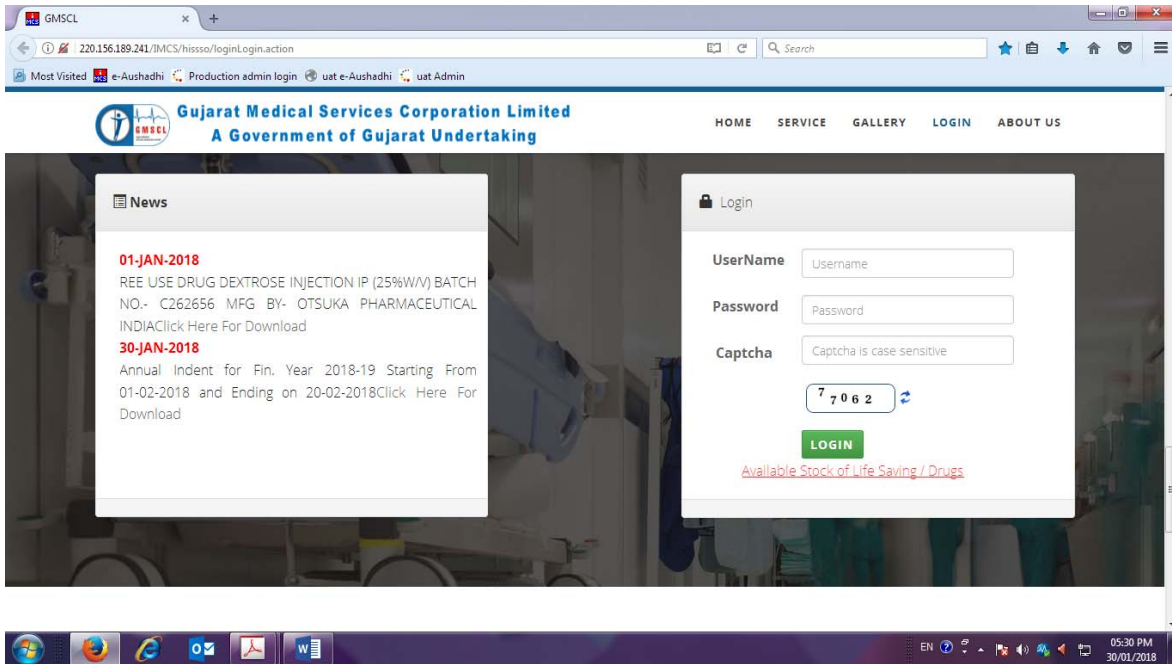 GMSCL
220.156.189.241/IMCS/hissso/loginLogin.action
Search
Most Visited
e-Aushadhi
Production admin login
uat e-Aushadhi
uat Admin
GMSCL
Gujarat Medical Services Corporation Limited
A Government of Gujarat Undertaking
HOME
SERVICE
GALLERY
LOGIN
ABOUT US
News
01-JAN-2018
REE USE DRUG DEXTROSE INJECTION IP (25%W/V) BATCH
NO.- C262656 MFG BY- OTSUKA PHARMACEUTICAL
INDIAClick Here For Download
30-JAN-2018
Annual Indent for Fin. Year 2018-19 Starting From
01-02-2018 and Ending on 20-02-2018Click Here For
Download
Login
UserName
Username
Password
Password
Captcha
Captcha is case sensitive
77062
LOGIN
Available Stock of Life Saving / Drugs
EN
05:30 PM
30/01/2018